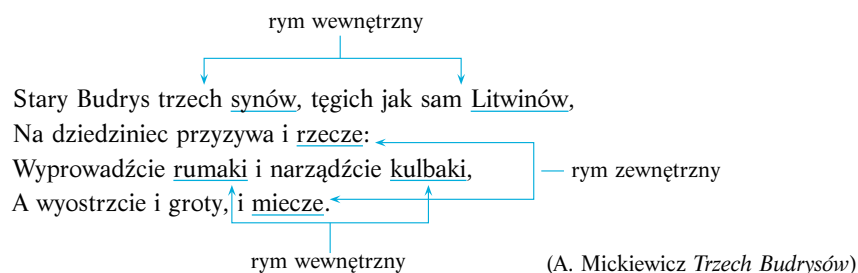 rym wewnętrzny
Stary Budrys trzech synów, tęgich jak sam Litwinów,
Na dziedziniec przyzywa i rzecze:
Wyprowadźcie rumaki i narządźcie kulbaki,
rym zewnętrzny
A wyostrzcie i groty, i miecze.
rym wewnętrzny
(A. Mickiewicz Trzech Budrysów)